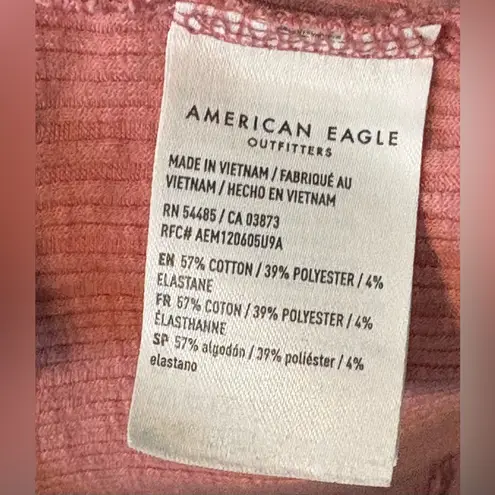 AMERICAN EAGLE
OUTFITTERS
MADE IN VIETNAM / FABRIQUÉ AU
VIETNAM / HECHO EN VIETNAM
RN 54485 / CA 03873
RFC# AEM120605U9A
EN 57% COTTON / 39% POLYESTER / 4%
ELASTANE
FR 57% COTON / 39% POLYESTER / 4%
ÉLASTHANNE
SP 57% algodón / 39% poliéster / 4%
elastano